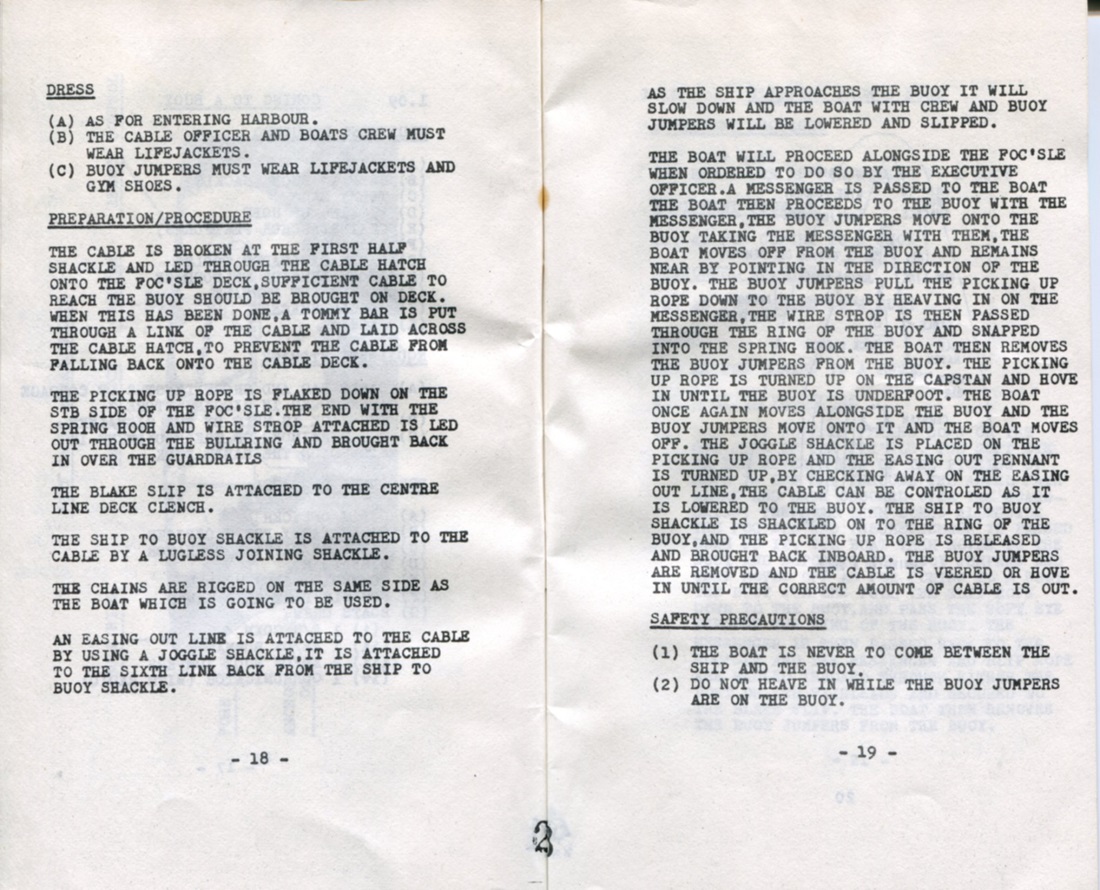 DRESS
(A) AS FOR ENTERING HARBOUR.
(B) THE CABLE OFFICER AND BOATS CREW MUST
WEAR LIFEJACKETS.
(C) BUOY JUMPERS MUST WEAR LIFEJACKETS AND
GYM SHOES.
PREPARATION/PROCEDURE
THE CABLE IS BROKEN AT THE FIRST HALF
SHACKLE AND LED THROUGH THE CABLE HATCH
ONTO THE FOC'SLE DECK,SUFFICIENT CABLE TO
REACH THE BUOY SHOULD BE BROUGHT ON DECK.
WHEN THIS HAS BEEN DONE,A TOMMY BAR IS PUT
THROUGH A LINK OF THE CABLE AND LAID ACROSS
THE CABLE HATCH,TO PREVENT THE CABLE FROM
FALLING BACK ONTO THE CABLE DECK.
THE PICKING UP ROPE IS FLAKED DOWN ON THE
STB SIDE OF THE FOC'SLE.THE END WITH THE
SPRING HOOH AND WIRE STROP ATTACHED IS LED
OUT THROUGH THE BULLRING AND BROUGHT BACK
IN OVER THE GUARDRAILS
THE BLAKE SLIP IS ATTACHED TO THE CENTRE
LINE DECK CLENCH.
THE SHIP TO BUOY SHACKLE IS ATTACHED TO THE
CABLE BY A LUGLESS JOINING SHACKLE.
THE CHAINS ARE RIGGED ON THE SAME SIDE AS
THE BOAT WHICH IS GOING TO BE USED.
AN EASING OUT LINE IS ATTACHED TO THE CABLE
BY USING A JOGGLE SHACKLE,IT IS ATTACHED
TO THE SIXTH LINK BACK FROM THE SHIP TO
BUOY SHACKLE.
- 18 -
AS THE SHIP APPROACHES THE BUOY IT WILL
SLOW DOWN AND THE BOAT WITH CREW AND BUOY
JUMPERS WILL BE LOWERED AND SLIPPED.
THE BOAT WILL PROCEED ALONGSIDE THE FOC'SLE
WHEN ORDERED TO DO SO BY THE EXECUTIVE
OFFICER.A MESSENGER IS PASSED TO THE BOAT
THE BOAT THEN PROCEEDS TO THE BUOY WITH THE
MESSENGER,THE BUOY JUMPERS MOVE ONTO THE
BUOY TAKING THE MESSENGER WITH THEM,THE
BOAT MOVES OFF FROM THE BUOY AND REMAINS
NEAR BY POINTING IN THE DIRECTION OF THE
BUOY. THE BUOY JUMPERS PULL THE PICKING UP
ROPE DOWN TO THE BUOY BY HEAVING IN ON THE
MESSENGER,THE WIRE STROP IS THEN PASSED
THROUGH THE RING OF THE BUOY AND SNAPPED
INTO THE SPRING HOOK. THE BOAT THEN REMOVES
THE BUOY JUMPERS FROM THE BUOY. THE PICKING
UP ROPE IS TURNED UP ON THE CAPSTAN AND HOVE
IN UNTIL THE BUOY IS UNDERFOOT. THE BOAT
ONCE AGAIN MOVES ALONGSIDE THE BUOY AND THE
BUOY JUMPERS MOVE ONTO IT AND THE BOAT MOVES
OFF. THE JOGGLE SHACKLE IS PLACED ON THE
PICKING UP ROPE AND THE EASING OUT PENNANT
IS TURNED UP,BY CHECKING AWAY ON THE EASING
OUT LINE,THE CABLE CAN BE CONTROLED AS IT
IS LOWERED TO THE BUOY. THE SHIP TO BUOY
SHACKLE IS SHACKLED ON TO THE RING OF THE
BUOY,AND THE PICKING UP ROPE IS RELEASED
AND BROUGHT BACK INBOARD. THE BUOY JUMPERS
ARE REMOVED AND THE CABLE IS VEERED OR HOVE
IN UNTIL THE CORRECT AMOUNT OF CABLE IS OUT.
SAFETY PRECAUTIONS
(1) THE BOAT IS NEVER TO COME BETWEEN THE
SHIP AND THE BUOY.
(2) DO NOT HEAVE IN WHILE THE BUOY JUMPERS
ARE ON THE BUOY.
- 19 -